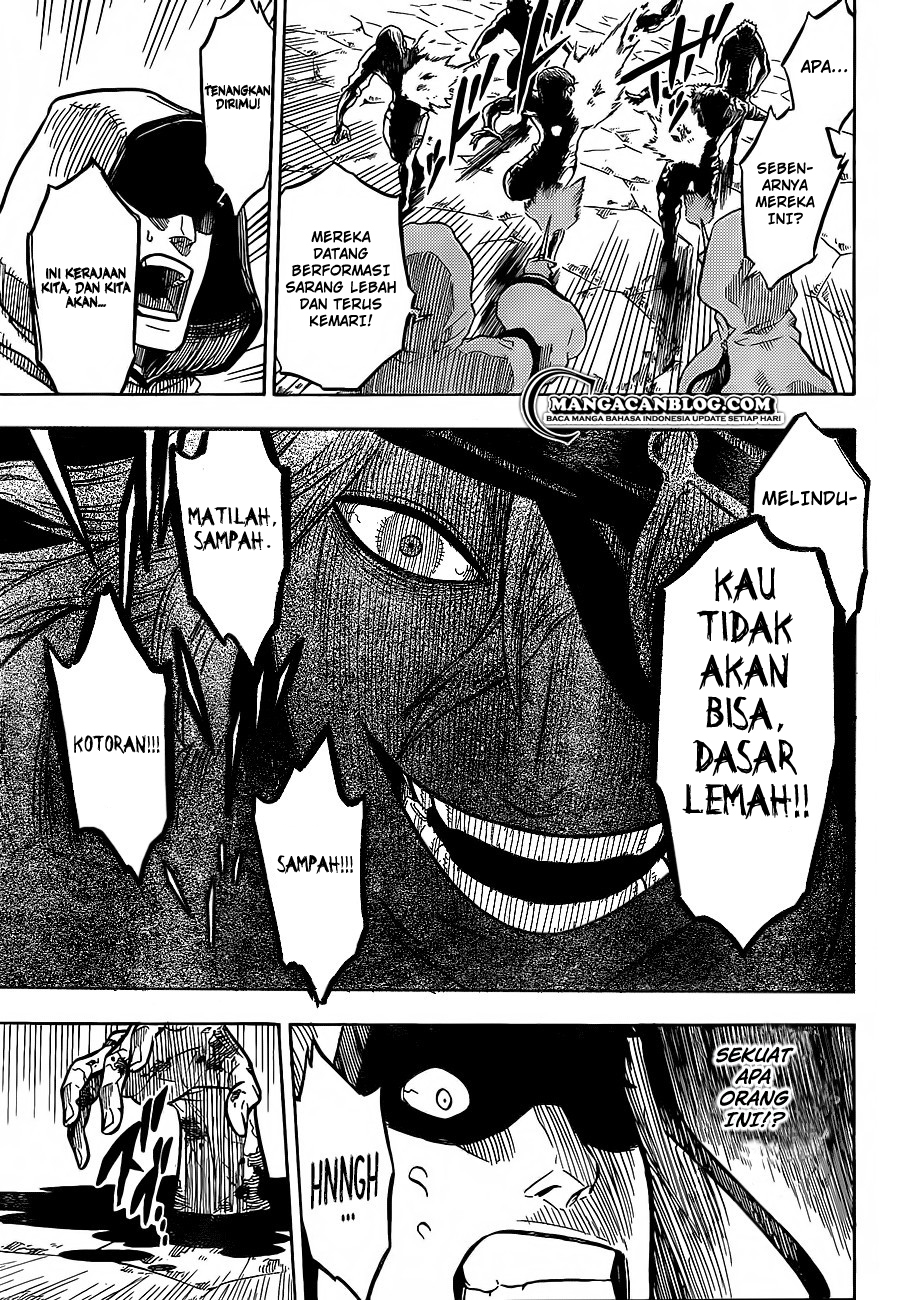 APA...
SEBEN-
ARNYA
MEREKA
INI?
MEREKA
DATANG
BERFORMASI
SARANG LEBAH
DAN TERUS
KEMARI!
TENANGKAN
DIRIMU!
INI KERAJAAN
KITA, DAN KITA
AKAN...
MANGACANBLOG.COM
BACA MANGA BAHASA INDONESIA UPDATE SETIAP HARI
MELINDU-
KAU
TIDAK
AKAN
BISA,
DASAR
LEMAH!!
MATILAH,
SAMPAH.
SAMPAH!!!
KOTORAN!!!
SEKUAT
APA
ORANG
INI!?
HNNGH
...